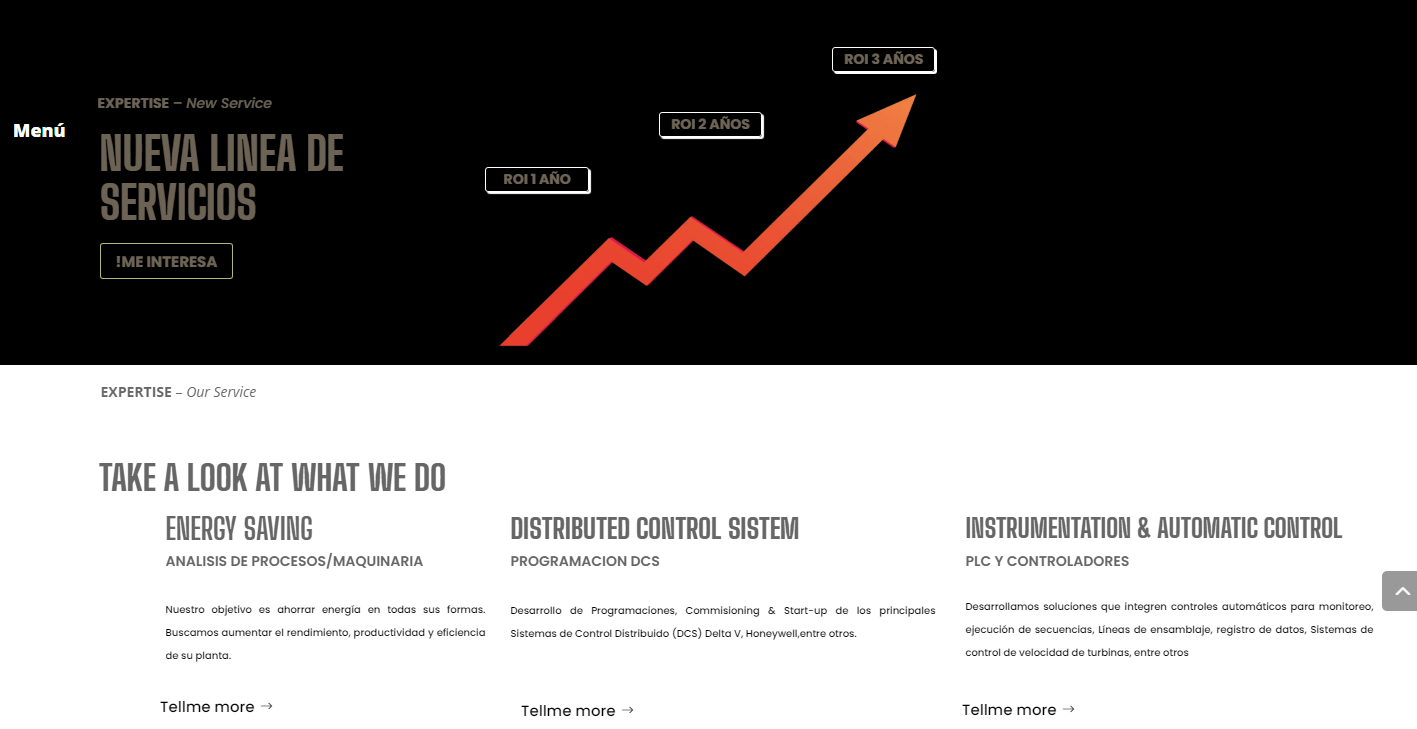 Menú
EXPERTISE – New Service
NUEVA LINEA DE
SERVICIOS
!ME INTERESA
ROI 1 AÑO
ROI 2 AÑOS
ROI 3 AÑOS
EXPERTISE – Our Service
TAKE A LOOK AT WHAT WE DO
ENERGY SAVING
ANALISIS DE PROCESOS/MAQUINARIA
Nuestro objetivo es ahorrar energía en todas sus formas.
Buscamos aumentar el rendimiento, productividad y eficiencia
de su planta.
Tellme more →
DISTRIBUTED CONTROL SISTEM
PROGRAMACION DCS
Desarrollo de Programaciones, Commisioning & Start-up de los principales
Sistemas de Control Distribuido (DCS) Delta V, Honeywell,entre otros.
Tellme more →
INSTRUMENTATION & AUTOMATIC CONTROL
PLC Y CONTROLADORES
Desarrollamos soluciones que integren controles automáticos para monitoreo,
ejecución de secuencias, Líneas de ensamblaje, registro de datos, Sistemas de
control de velocidad de turbinas, entre otros
Tellme more →